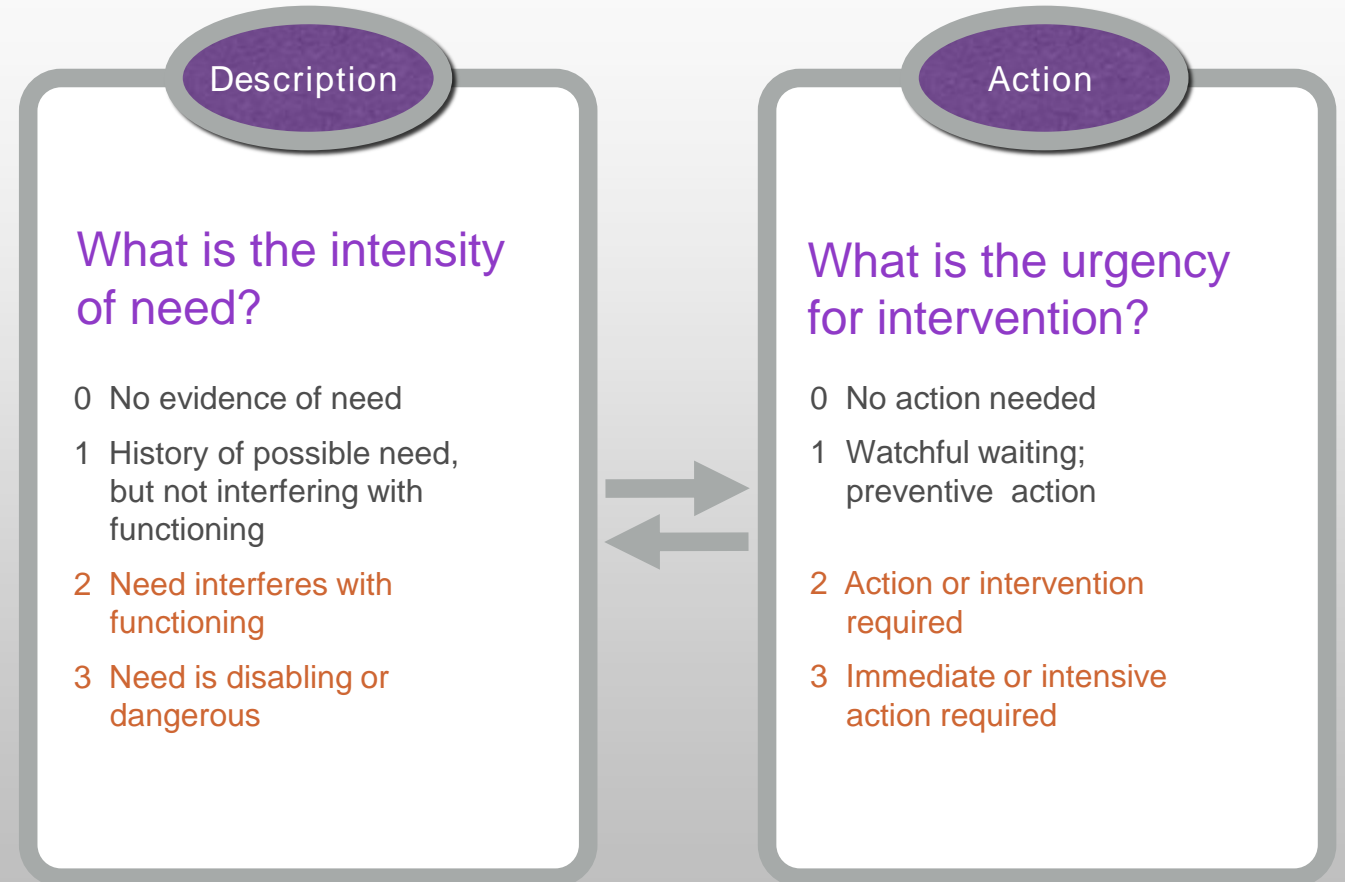 Description
What is the intensity
of need?
0 No evidence of need
1 History of possible need,
but not interfering with
functioning
2 Need interferes with
functioning
3 Need is disabling or
dangerous
Action
What is the urgency
for intervention?
0 No action needed
1 Watchful waiting;
preventive action
2 Action or intervention
required
3 Immediate or intensive
action required